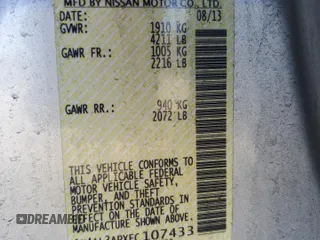 MFD BY NISSAN MOTOR CO., LTD.
DATE: 08/13
GVWR: 1910 KG
4211 LB
GAWR FR.: 1005 KG
2216 LB
GAWR RR.: 940 KG
2072 LB
THIS VEHICLE CONFORMS TO
ALL APPLICABLE FEDERAL
MOTOR VEHICLE SAFETY,
BUMPER, AND THEFT
PREVENTION STANDARDS IN
EFFECT ON THE DATE OF
MANUFACTURE SHOWN ABOVE.
107433
DREAMBID